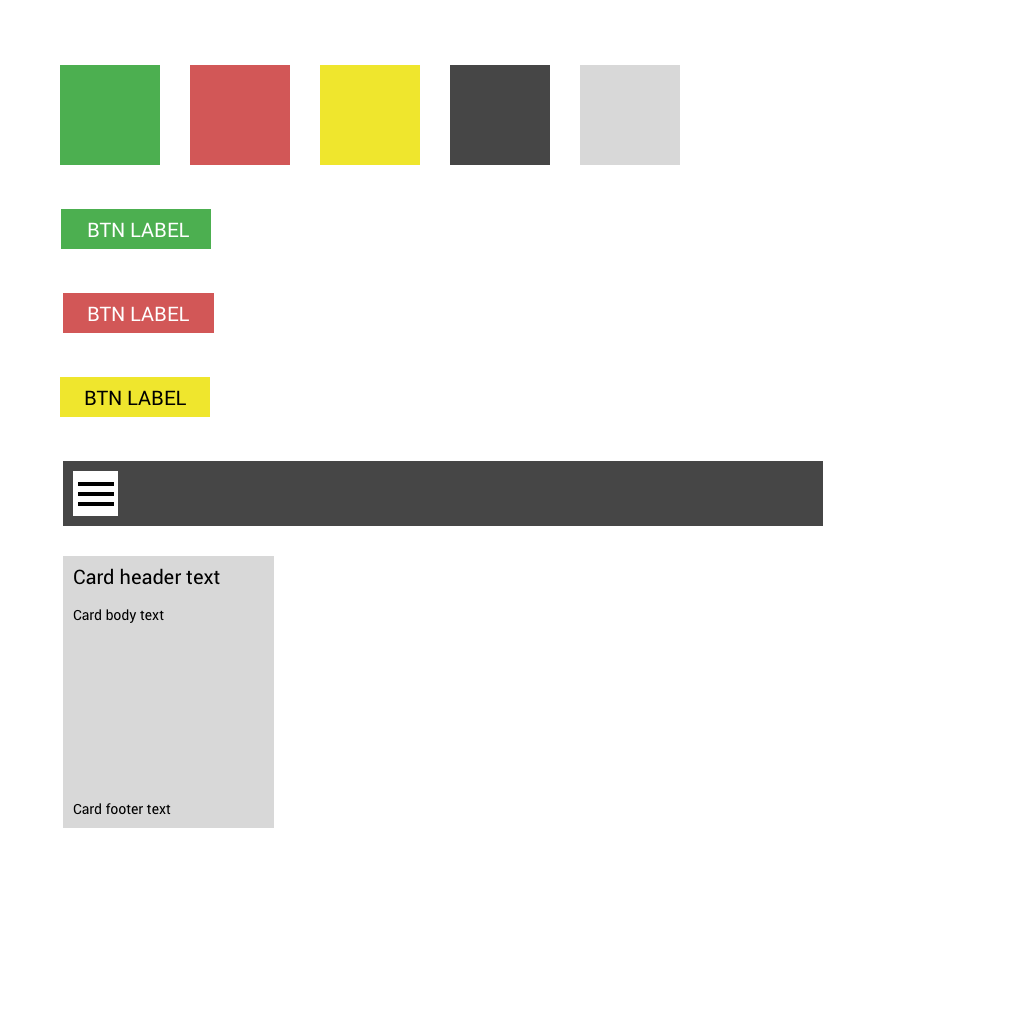 BTN LABEL
BTN LABEL
BTN LABEL
Card header text
Card body text
Card footer text